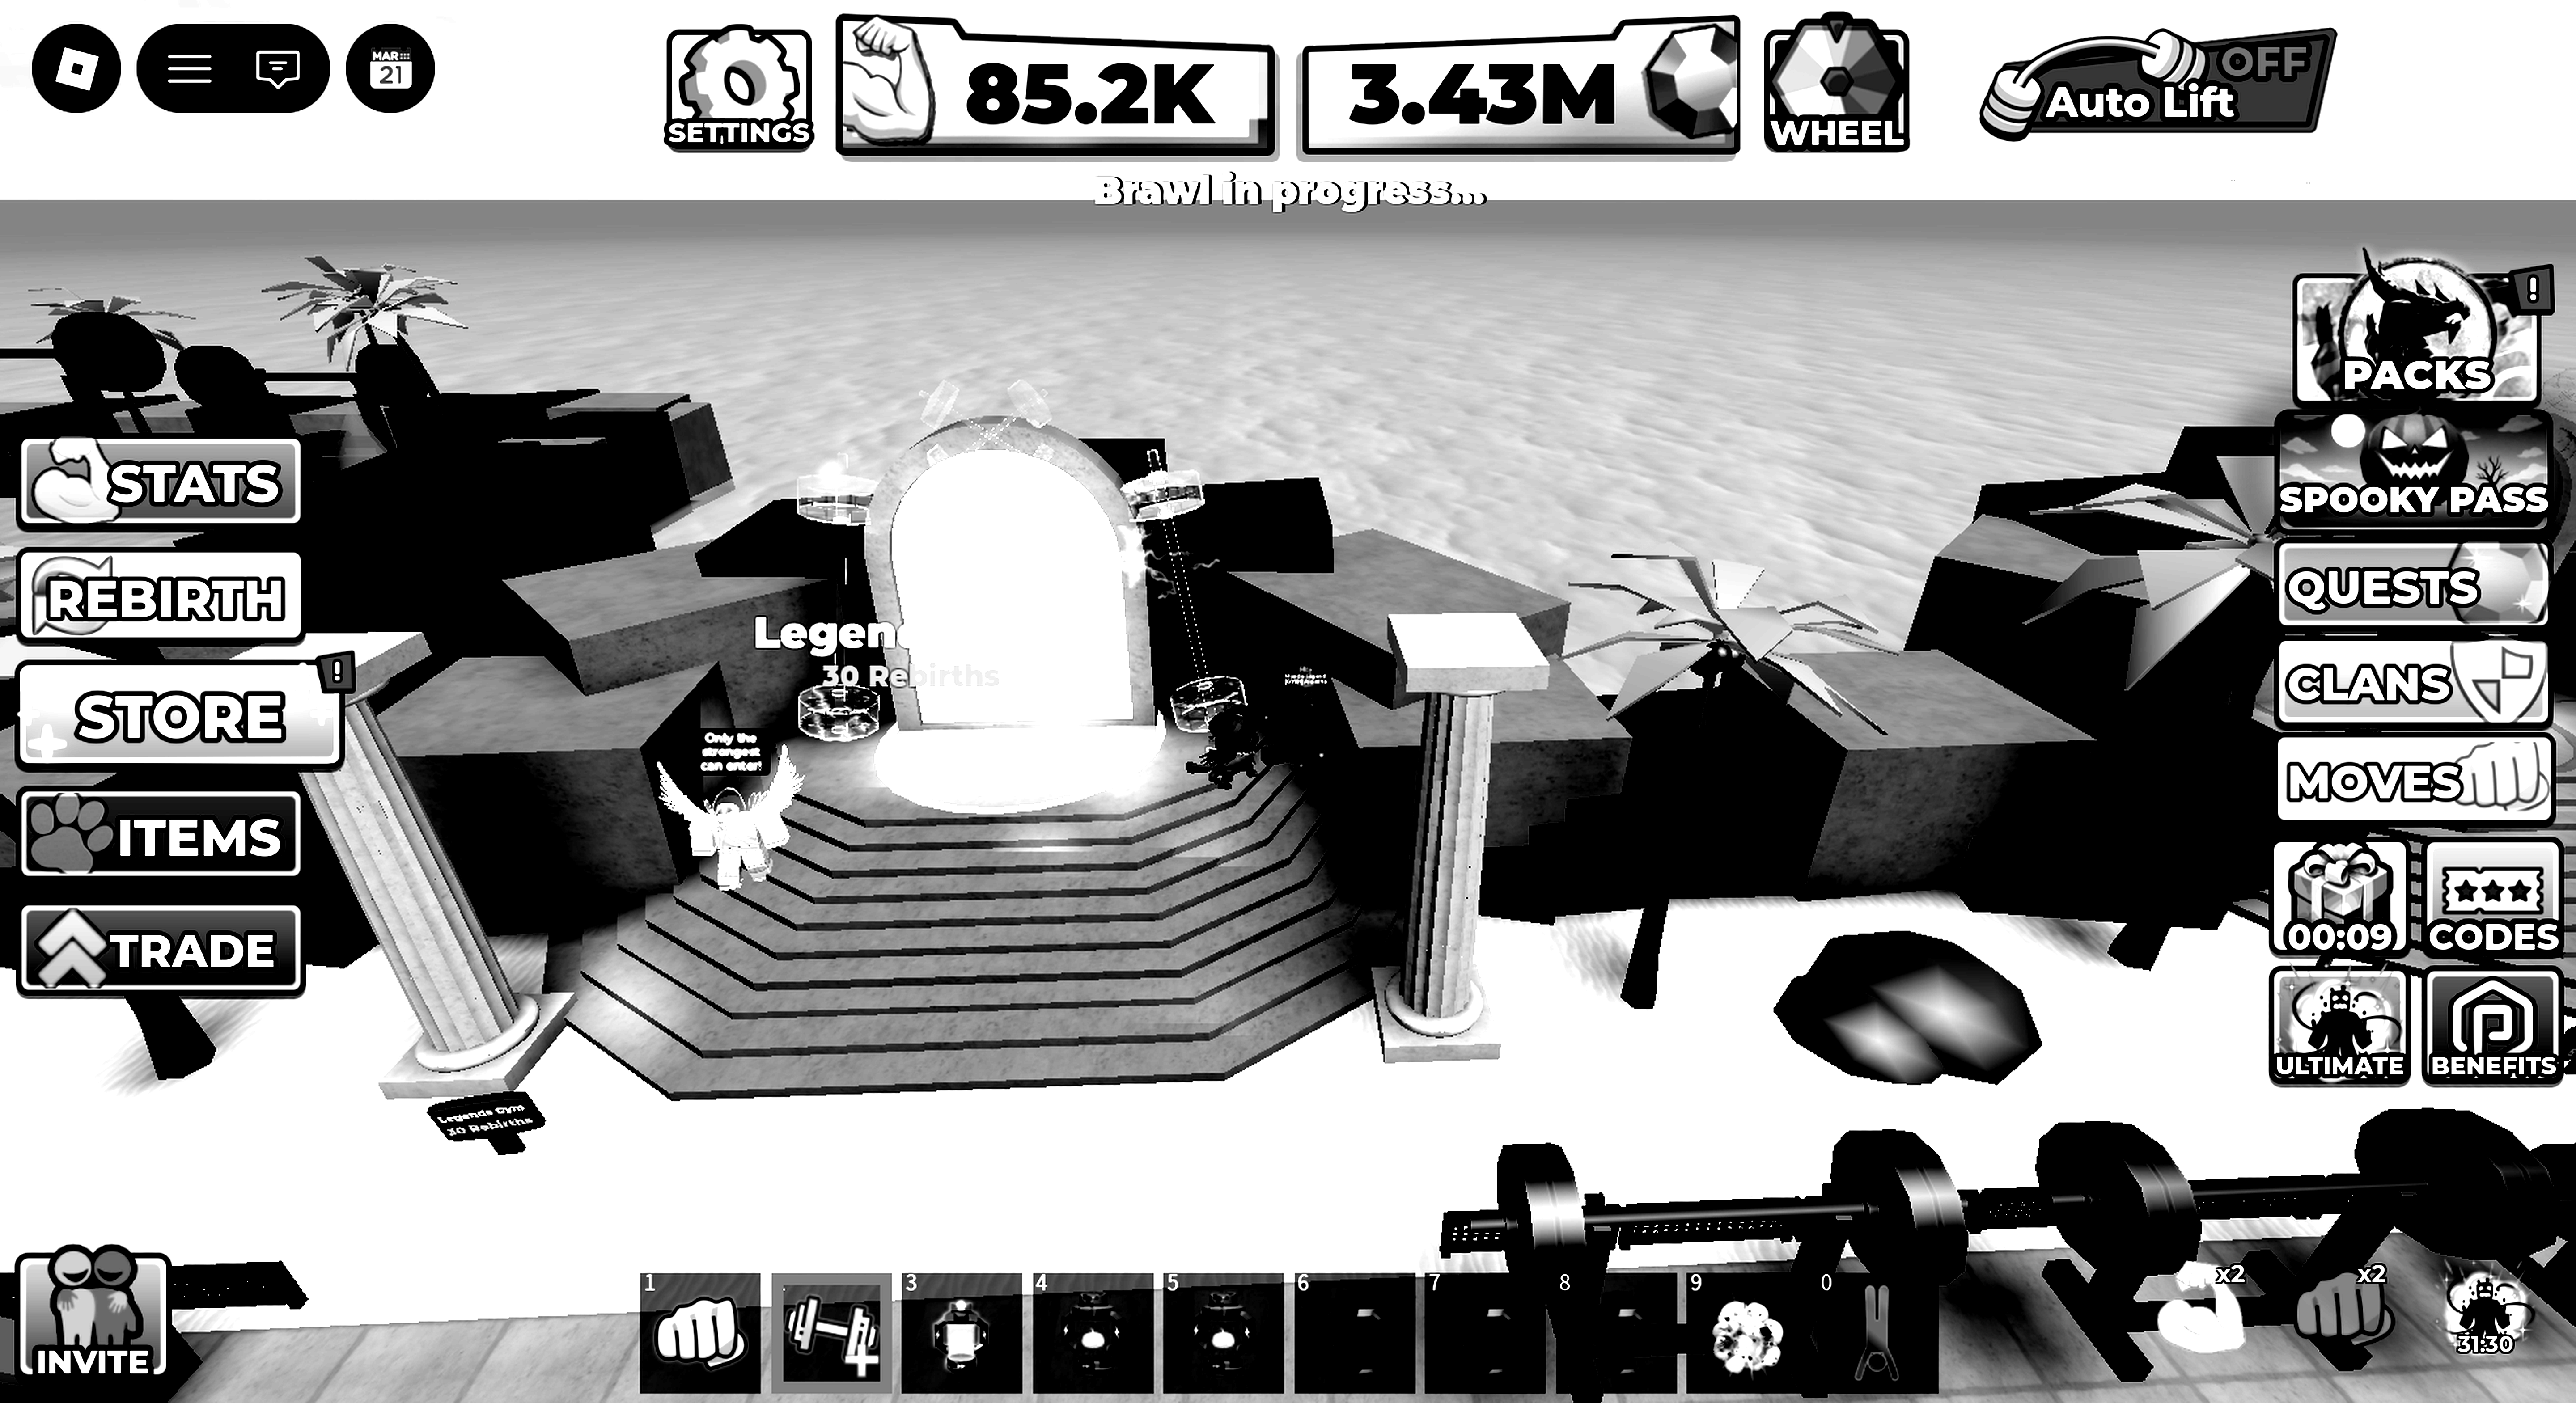 MAR
21
SETTINGS
85.2K
3.43M
WHEEL
OFF
Auto Lift
Brawl in progress...
!
PACKS
STATS
SPOOKY PASS
REBIRTH
QUESTS
Legen
30 Rebirths
!
STORE
CLANS
Only the
strongest
can enter!
MOVES
ITEMS
TRADE
00:09
CODES
ULTIMATE
BENEFITS
Legends Gym
30 Rebirths
INVITE
1
3
4
5
6
7
8
9
0
x2
x2
31:30